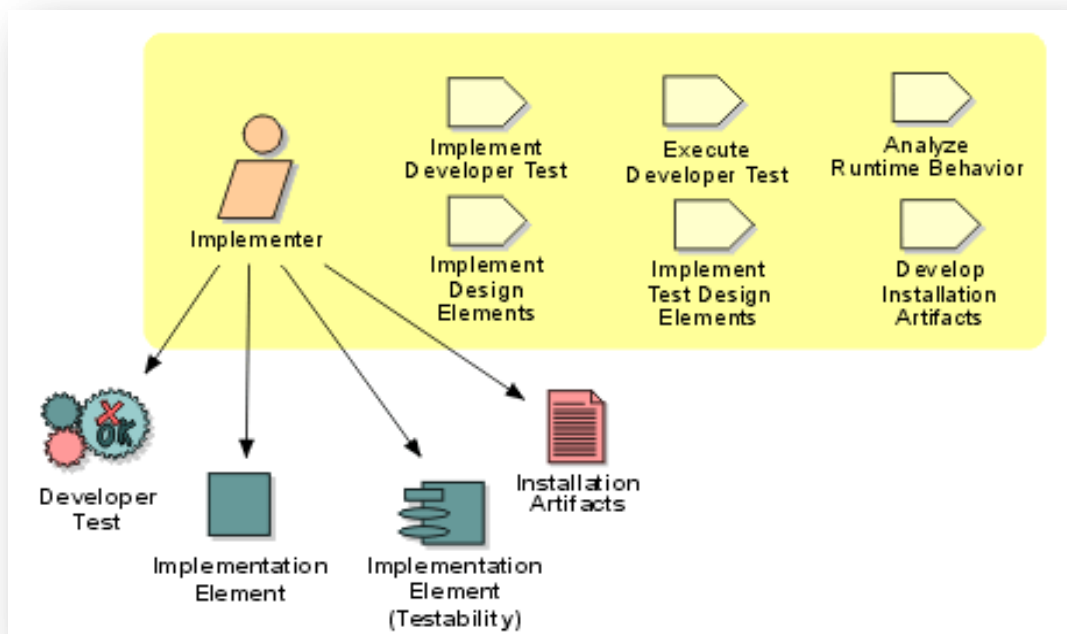 Implement
Developer Test
Execute
Developer Test
Analyze
Runtime Behavior
Implementer
Implement
Design
Elements
Implement
Test Design
Elements
Develop
Installation
Artifacts
X
OK
Developer
Test
Implementation
Element
Implementation
Element
(Testability)
Installation
Artifacts